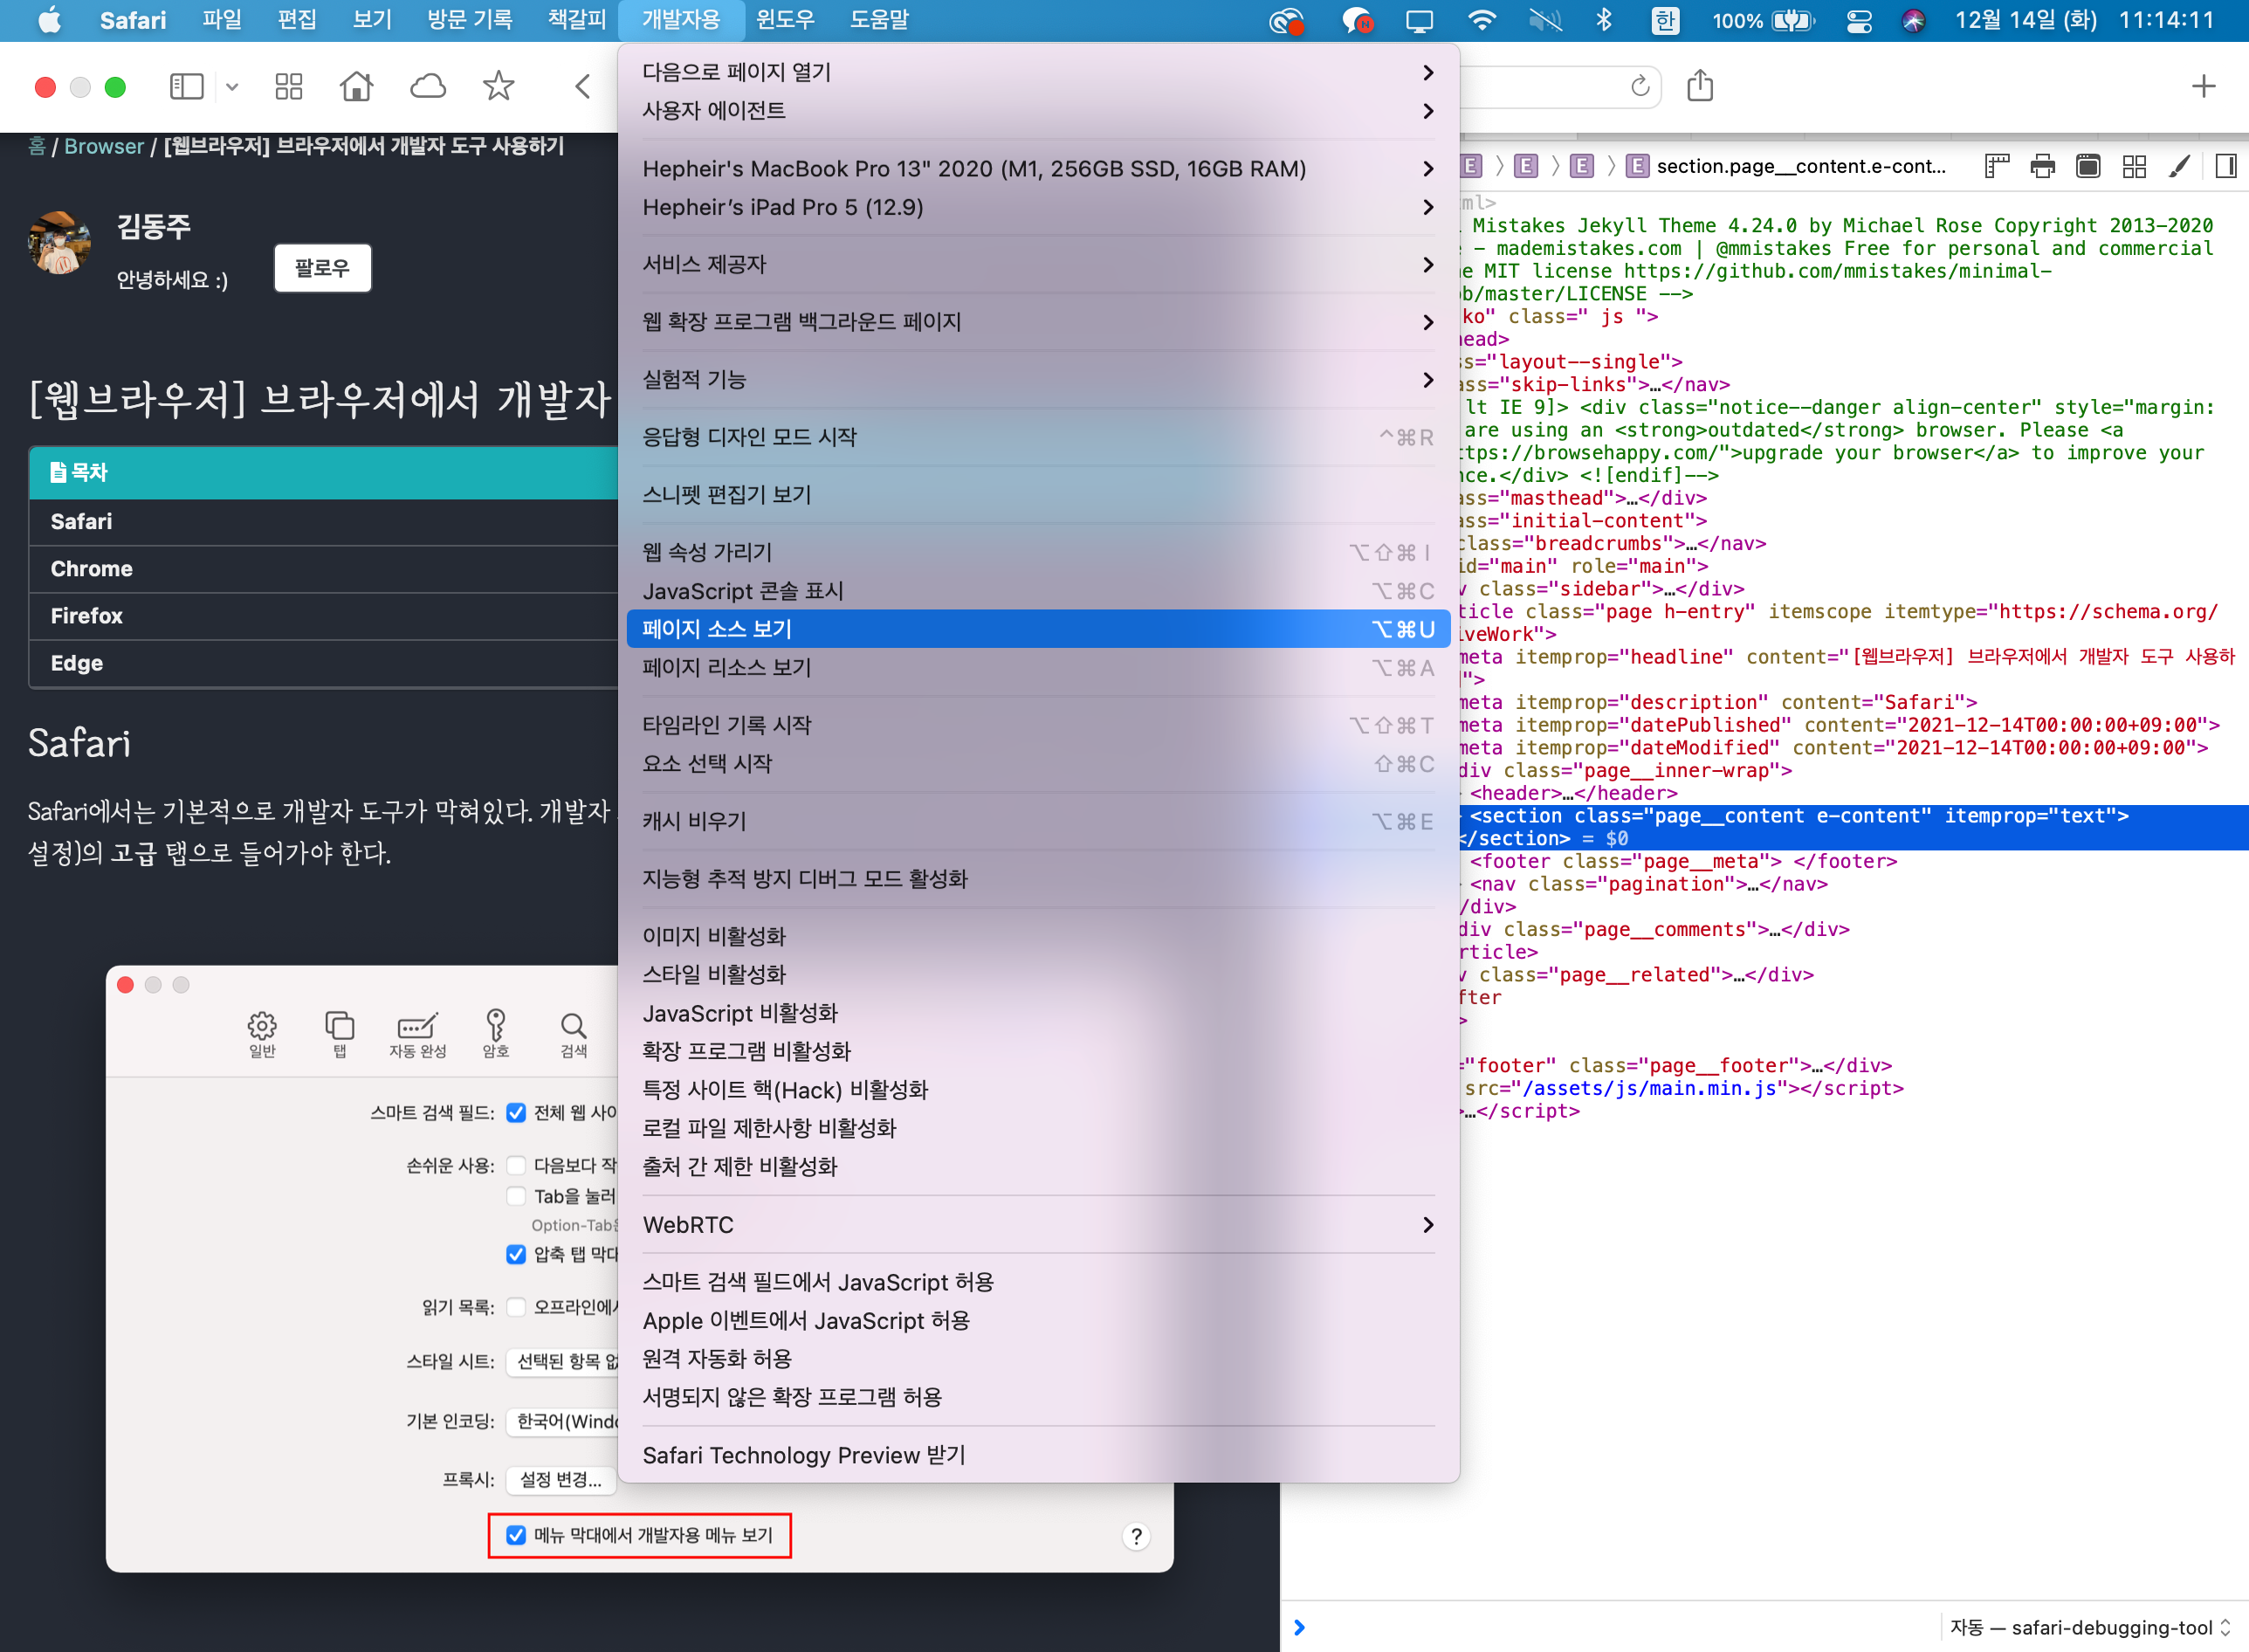 Safari 파일 편집 보기 방문 기록 책갈피 개발자용 윈도우 도움말 한 100% 12월 14일 (화) 11:14:11
홈 / Browser / [웹브라우저] 브라우저에서 개발자 도구 사용하기
김동주
안녕하세요 :)
팔로우
[웹브라우저] 브라우저에서 개발자
목차
Safari
Chrome
Firefox
Edge
Safari
Safari에서는 기본적으로 개발자 도구가 막혀있다. 개발자
설정)의 고급 탭으로 들어가야 한다.
일반
탭
자동 완성
암호
검색
스마트 검색 필드: 전체 웹 사이
손쉬운 사용: 다음보다 작
Tab을 눌러
Option-Tab
압축 탭 막대
읽기 목록: 오프라인에서
스타일 시트: 선택된 항목 없
기본 인코딩: 한국어(Windo
프록시: 설정 변경...
메뉴 막대에서 개발자용 메뉴 보기
?
다음으로 페이지 열기
사용자 에이전트
Hepheir's MacBook Pro 13" 2020 (M1, 256GB SSD, 16GB RAM)
Hepheir’s iPad Pro 5 (12.9)
서비스 제공자
웹 확장 프로그램 백그라운드 페이지
실험적 기능
응답형 디자인 모드 시작 ^⌘R
스니펫 편집기 보기
웹 속성 가리기 ⌥⇧⌘I
JavaScript 콘솔 표시 ⌥⌘C
페이지 소스 보기 ⌥⌘U
페이지 리소스 보기 ⌥⌘A
타임라인 기록 시작 ⌥⇧⌘T
요소 선택 시작 ⇧⌘C
캐시 비우기 ⌥⌘E
지능형 추적 방지 디버그 모드 활성화
이미지 비활성화
스타일 비활성화
JavaScript 비활성화
확장 프로그램 비활성화
특정 사이트 핵(Hack) 비활성화
로컬 파일 제한사항 비활성화
출처 간 제한 비활성화
WebRTC
스마트 검색 필드에서 JavaScript 허용
Apple 이벤트에서 JavaScript 허용
원격 자동화 허용
서명되지 않은 확장 프로그램 허용
Safari Technology Preview 받기
E E E E section.page__content.e-cont...
ml>
Mistakes Jekyll Theme 4.24.0 by Michael Rose Copyright 2013-2020
e - mademistakes.com | @mmistakes Free for personal and commercial
e MIT license https://github.com/mmistakes/minimal-
ob/master/LICENSE -->
ko" class=" js ">
head>
ss="layout--single">
ass="skip-links">…</nav>
lt IE 9]> <div class="notice--danger align-center" style="margin:
are using an <strong>outdated</strong> browser. Please <a
ttps://browsehappy.com/">upgrade your browser</a> to improve your
nce.</div> <![endif]-->
ass="masthead">…</div>
ass="initial-content">
class="breadcrumbs">…</nav>
id="main" role="main">
v class="sidebar">…</div>
ticle class="page h-entry" itemscope itemtype="https://schema.org/
iveWork">
meta itemprop="headline" content="[웹브라우저] 브라우저에서 개발자 도구 사용하
">
meta itemprop="description" content="Safari">
meta itemprop="datePublished" content="2021-12-14T00:00:00+09:00">
meta itemprop="dateModified" content="2021-12-14T00:00:00+09:00">
div class="page__inner-wrap">
<header>…</header>
<section class="page__content e-content" itemprop="text">
</section> = $0
<footer class="page__meta"> </footer>
<nav class="pagination">…</nav>
/div>
div class="page__comments">…</div>
rticle>
v class="page__related">…</div>
fter
>
="footer" class="page__footer">…</div>
src="/assets/js/main.min.js"></script>
>…</script>
자동 — safari-debugging-tool